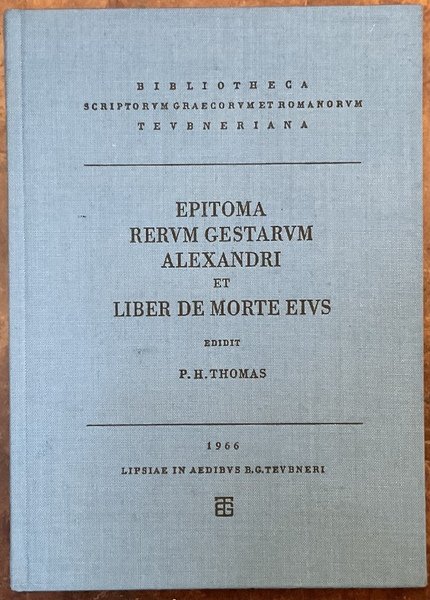 BIBLIOTHECA
SCRIPTORVM GRAECORVM ET ROMANORVM
TEVBNERIANA
EPITOMA
RERVM GESTARVM
ALEXANDRI
ET
LIBER DE MORTE EIVS
EDIDIT
P. H. THOMAS
1966
LIPSIAE IN AEDIBVS B. G. TEVBNERI